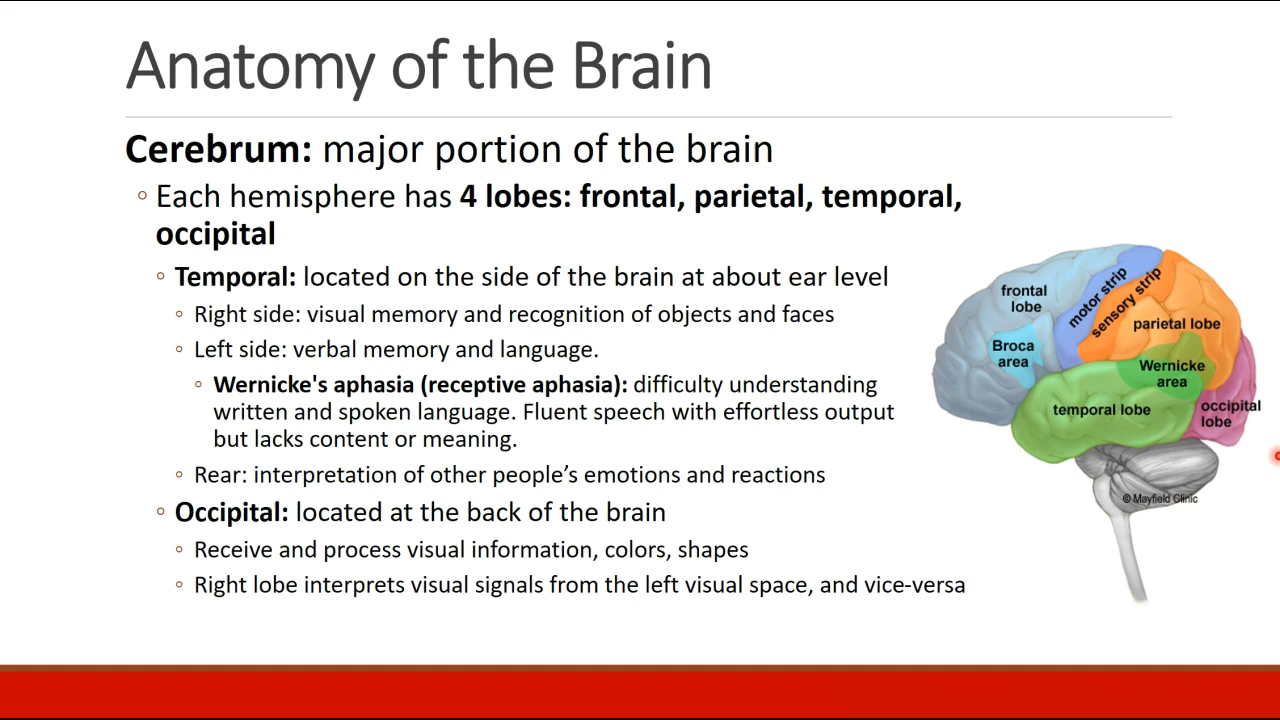 Anatomy of the Brain
Cerebrum: major portion of the brain
◦ Each hemisphere has 4 lobes: frontal, parietal, temporal,
occipital
◦ Temporal: located on the side of the brain at about ear level
◦ Right side: visual memory and recognition of objects and faces
◦ Left side: verbal memory and language.
◦ Wernicke's aphasia (receptive aphasia): difficulty understanding
written and spoken language. Fluent speech with effortless output
but lacks content or meaning.
◦ Rear: interpretation of other people’s emotions and reactions
◦ Occipital: located at the back of the brain
◦ Receive and process visual information, colors, shapes
◦ Right lobe interprets visual signals from the left visual space, and vice-versa
frontal
lobe
motor strip
sensory strip
parietal lobe
Broca
area
Wernicke
area
temporal lobe
occipital
lobe
© Mayfield Clinic